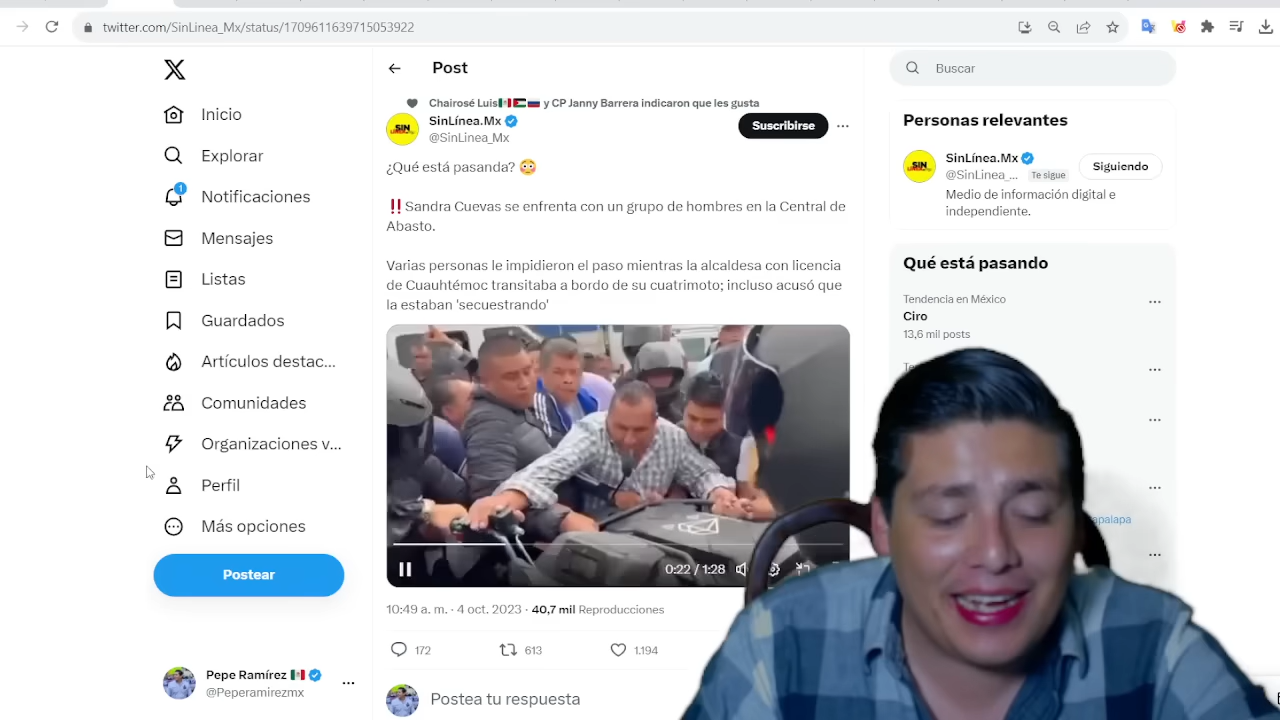 twitter.com/SinLinea_Mx/status/1709611639715053922
Inicio
Explorar
1
Notificaciones
Mensajes
Listas
Guardados
Artículos destac...
Comunidades
Organizaciones v...
Perfil
Más opciones
Postear
Pepe Ramírez 🇲🇽
@Peperamirezmx
Post
Chairosé Luis🇲🇽🇵🇸🇷🇺 y CP Janny Barrera indicaron que les gusta
SinLínea.Mx
@SinLinea_Mx
Suscribirse
¿Qué está pasanda? 😳
‼️Sandra Cuevas se enfrenta con un grupo de hombres en la Central de
Abasto.
Varias personas le impidieron el paso mientras la alcaldesa con licencia
de Cuauhtémoc transitaba a bordo de su cuatrimoto; incluso acusó que
la estaban 'secuestrando'
0:22 / 1:28
10:49 a. m. · 4 oct. 2023 · 40,7 mil Reproducciones
172
613
1.194
Postea tu respuesta
Buscar
Personas relevantes
SIN
SinLínea.Mx
@SinLinea_...
Te sigue
Siguiendo
Medio de información digital e
independiente.
Qué está pasando
Tendencia en México
Ciro
13,6 mil posts
apalapa